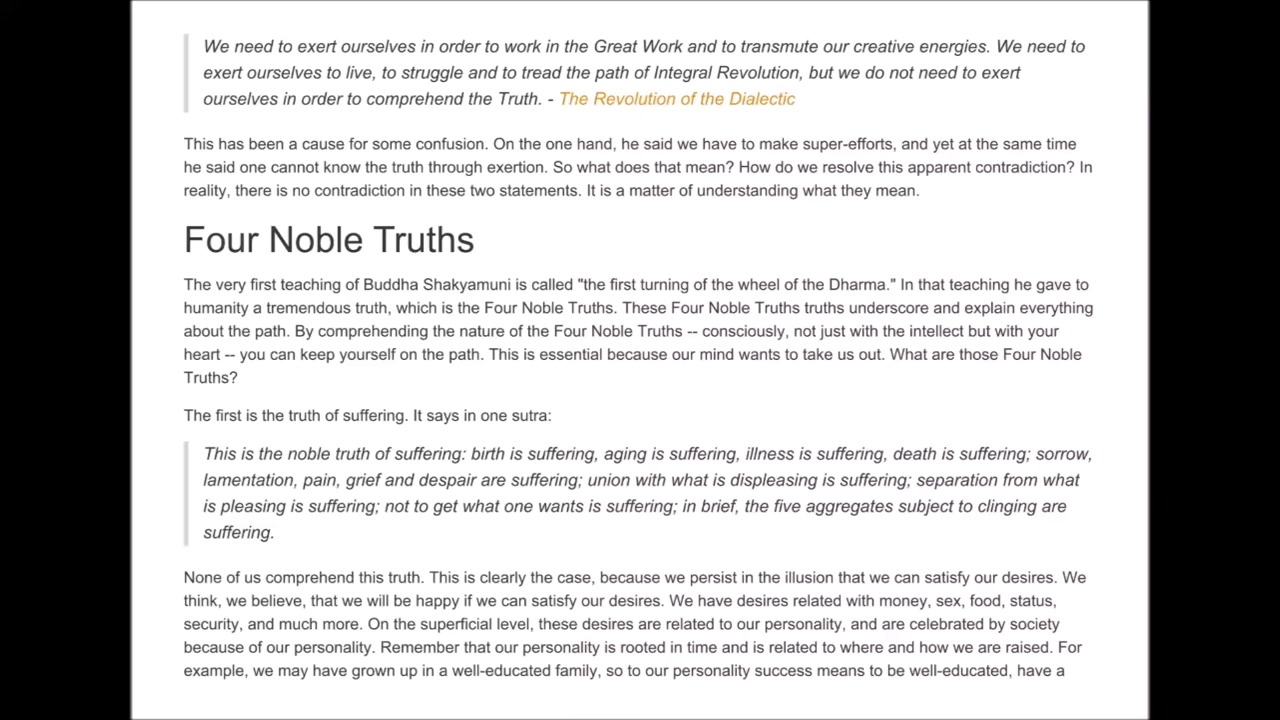 We need to exert ourselves in order to work in the Great Work and to transmute our creative energies. We need to
exert ourselves to live, to struggle and to tread the path of Integral Revolution, but we do not need to exert
ourselves in order to comprehend the Truth. - The Revolution of the Dialectic
This has been a cause for some confusion. On the one hand, he said we have to make super-efforts, and yet at the same time
he said one cannot know the truth through exertion. So what does that mean? How do we resolve this apparent contradiction? In
reality, there is no contradiction in these two statements. It is a matter of understanding what they mean.
Four Noble Truths
The very first teaching of Buddha Shakyamuni is called "the first turning of the wheel of the Dharma." In that teaching he gave to
humanity a tremendous truth, which is the Four Noble Truths. These Four Noble Truths truths underscore and explain everything
about the path. By comprehending the nature of the Four Noble Truths -- consciously, not just with the intellect but with your
heart -- you can keep yourself on the path. This is essential because our mind wants to take us out. What are those Four Noble
Truths?
The first is the truth of suffering. It says in one sutra:
This is the noble truth of suffering: birth is suffering, aging is suffering, illness is suffering, death is suffering; sorrow,
lamentation, pain, grief and despair are suffering; union with what is displeasing is suffering; separation from what
is pleasing is suffering; not to get what one wants is suffering; in brief, the five aggregates subject to clinging are
suffering.
None of us comprehend this truth. This is clearly the case, because we persist in the illusion that we can satisfy our desires. We
think, we believe, that we will be happy if we can satisfy our desires. We have desires related with money, sex, food, status,
security, and much more. On the superficial level, these desires are related to our personality, and are celebrated by society
because of our personality. Remember that our personality is rooted in time and is related to where and how we are raised. For
example, we may have grown up in a well-educated family, so to our personality success means to be well-educated, have a